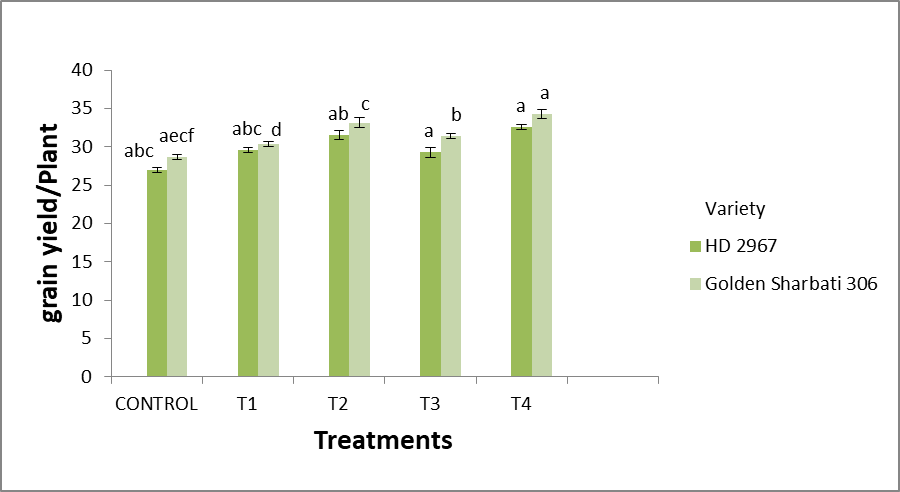 grain yield/Plant
40
35
30
25
20
15
10
5
0
abc
aecf
abc
d
ab
c
a
b
a
a
CONTROL T1 T2 T3 T4
Treatments
Variety
HD 2967
Golden Sharbati 306